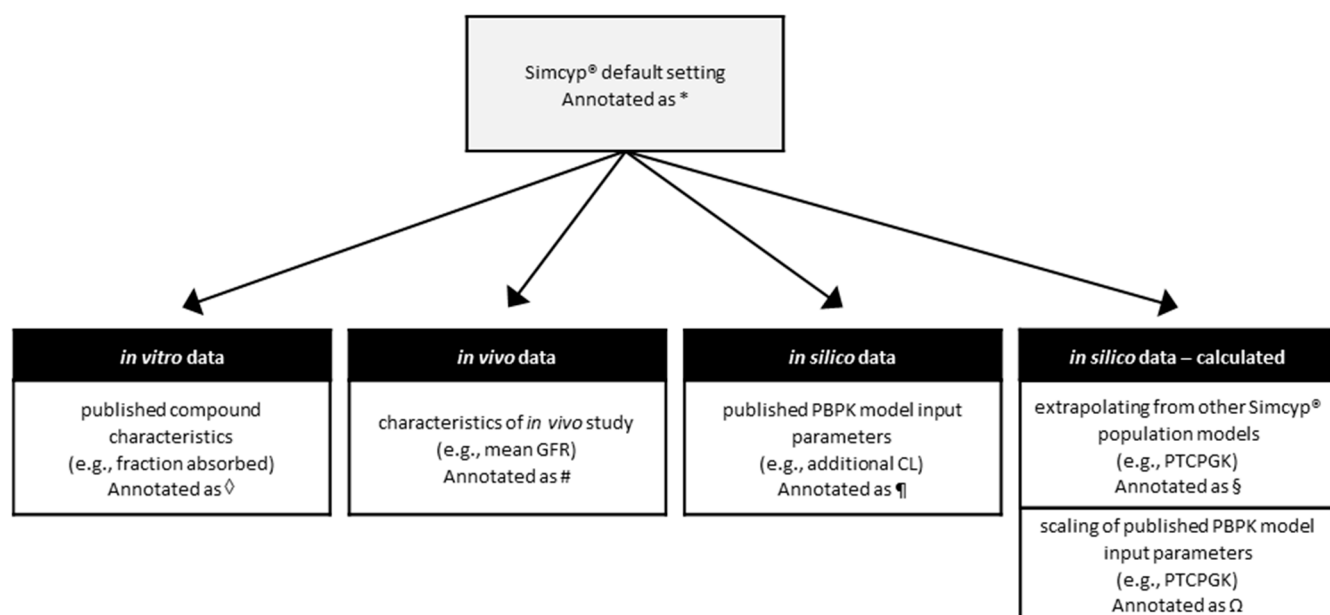 Simcyp® default setting
Annotated as *
in vitro data
published compound
characteristics
(e.g., fraction absorbed)
Annotated as ◊
in vivo data
characteristics of in vivo study
(e.g., mean GFR)
Annotated as #
in silico data
published PBPK model input
parameters
(e.g., additional CL)
Annotated as ¶
in silico data – calculated
extrapolating from other Simcyp®
population models
(e.g., PTCPGK)
Annotated as §
scaling of published PBPK model
input parameters
(e.g., PTCPGK)
Annotated as Ω